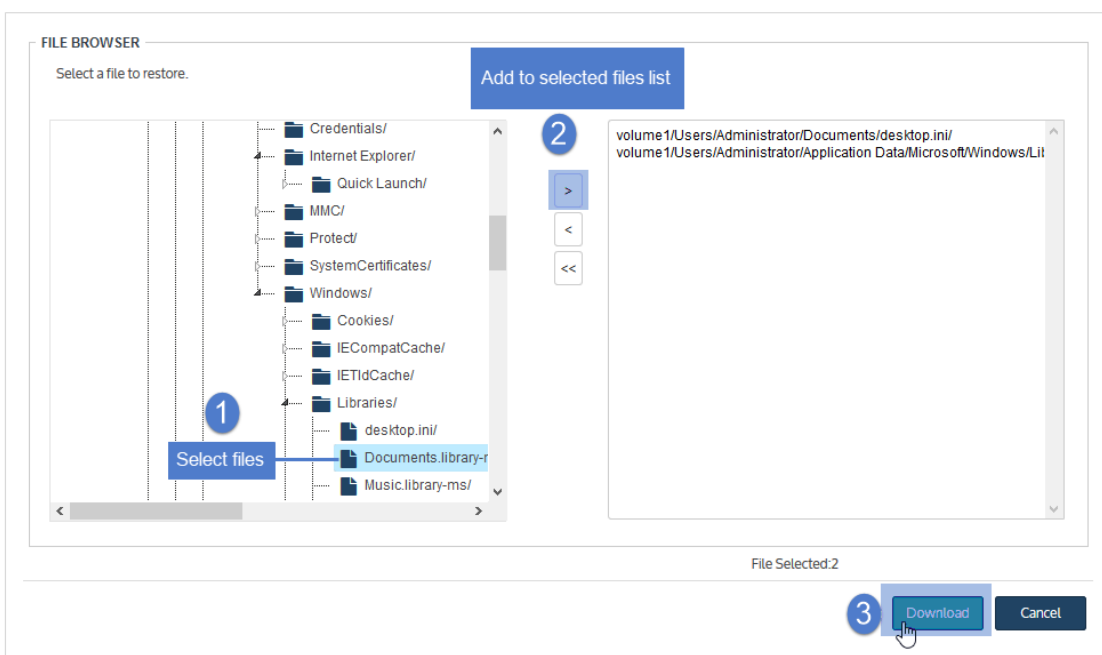 FILE BROWSER
Select a file to restore.
Add to selected files list
Credentials/
Internet Explorer/
Quick Launch/
MMC/
Protect/
SystemCertificates/
Windows/
Cookies/
IECompatCache/
IETldCache/
Libraries/
desktop.ini/
Documents.library-
Music.library-ms/
1
Select files
2
>
<
<<
volume1/Users/Administrator/Documents/desktop.ini/
volume1/Users/Administrator/Application Data/Microsoft/Windows/Lib
File Selected:2
3
Download
Cancel